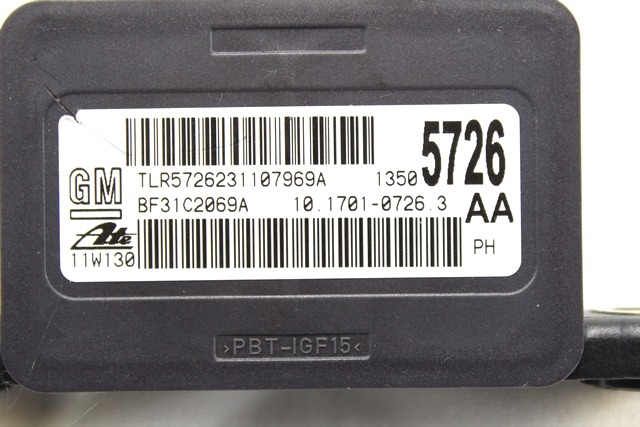 GM
TLR5726231107969A 1350 5726
BF31C2069A 10.1701-0726.3 AA
Ate
11W130 PH
>PBT-IGF15<